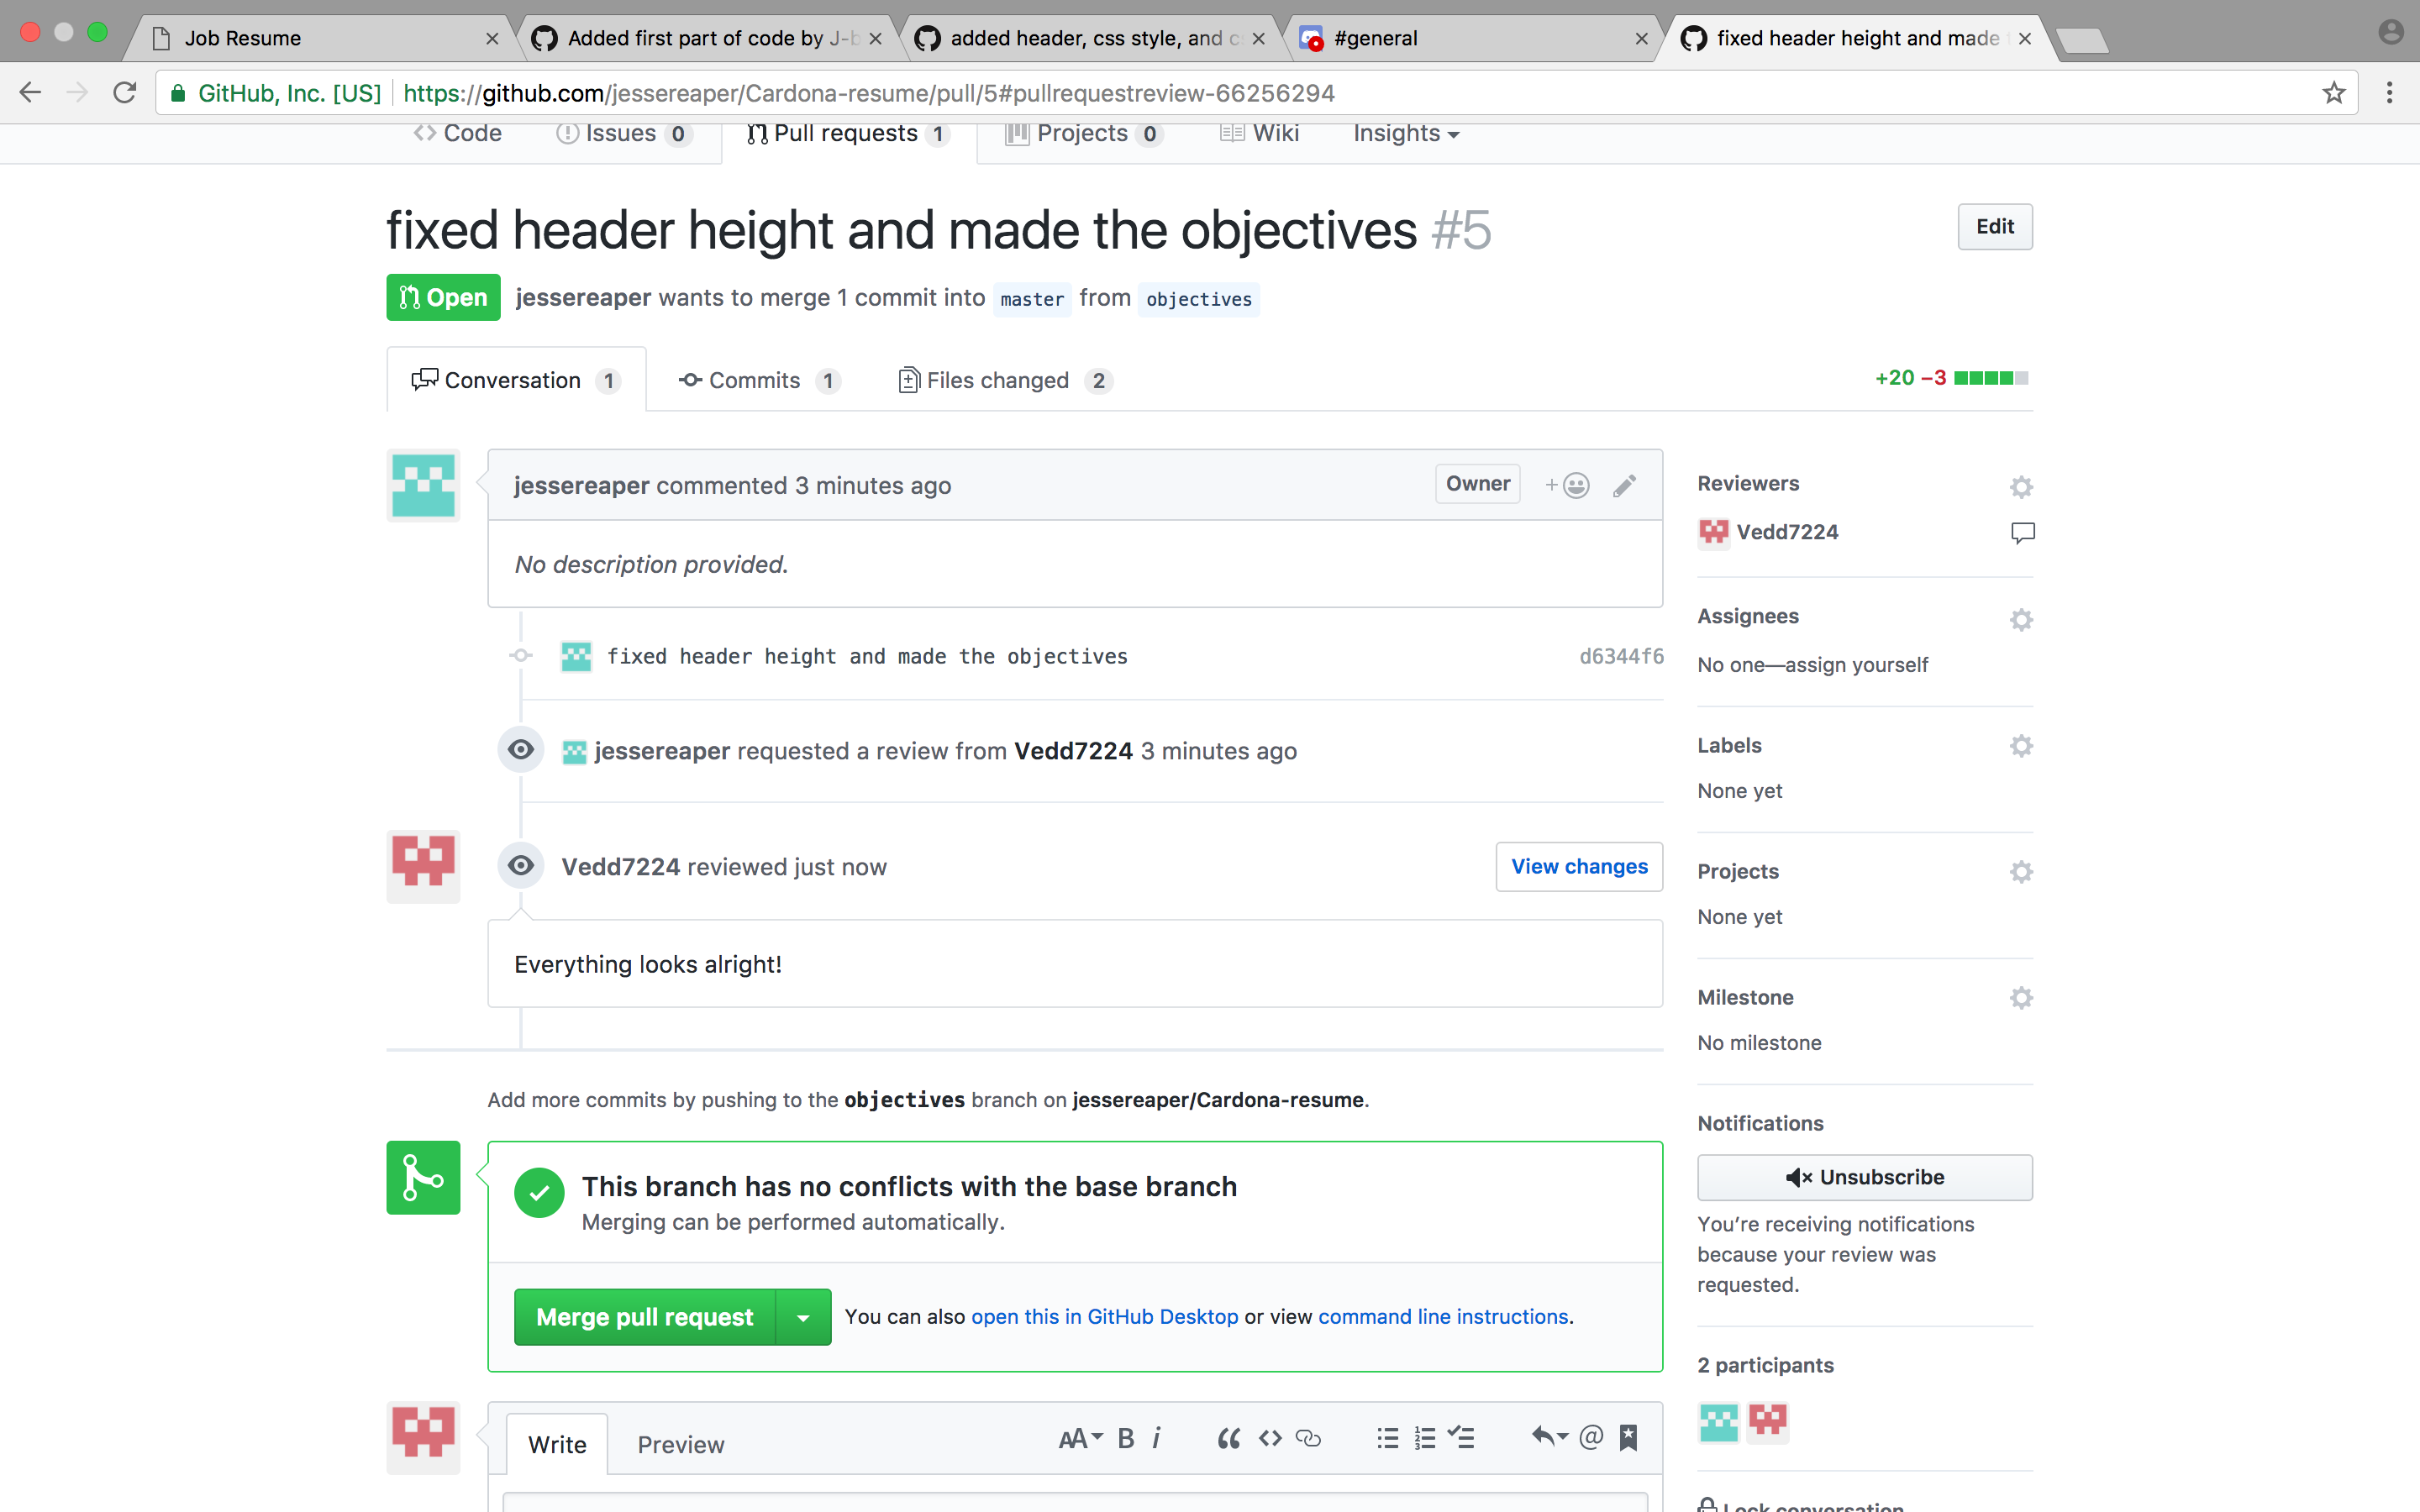 Job Resume
Added first part of code by J-b
added header, css style, and c
#general
fixed header height and made
GitHub, Inc. [US]
https://github.com/jessereaper/Cardona-resume/pull/5#pullrequestreview-66256294
Code
Issues 0
Pull requests 1
Projects 0
Wiki
Insights
fixed header height and made the objectives #5
Edit
Open jessereaper wants to merge 1 commit into master from objectives
Conversation 1
Commits 1
Files changed 2
+20 −3
jessereaper commented 3 minutes ago
Owner
No description provided.
fixed header height and made the objectives d6344f6
jessereaper requested a review from Vedd7224 3 minutes ago
Vedd7224 reviewed just now
View changes
Everything looks alright!
Add more commits by pushing to the objectives branch on jessereaper/Cardona-resume.
This branch has no conflicts with the base branch
Merging can be performed automatically.
Merge pull request
You can also open this in GitHub Desktop or view command line instructions.
Write
Preview
AA B i
Reviewers
Vedd7224
Assignees
No one—assign yourself
Labels
None yet
Projects
None yet
Milestone
No milestone
Notifications
Unsubscribe
You're receiving notifications
because your review was
requested.
2 participants
Lock conversation